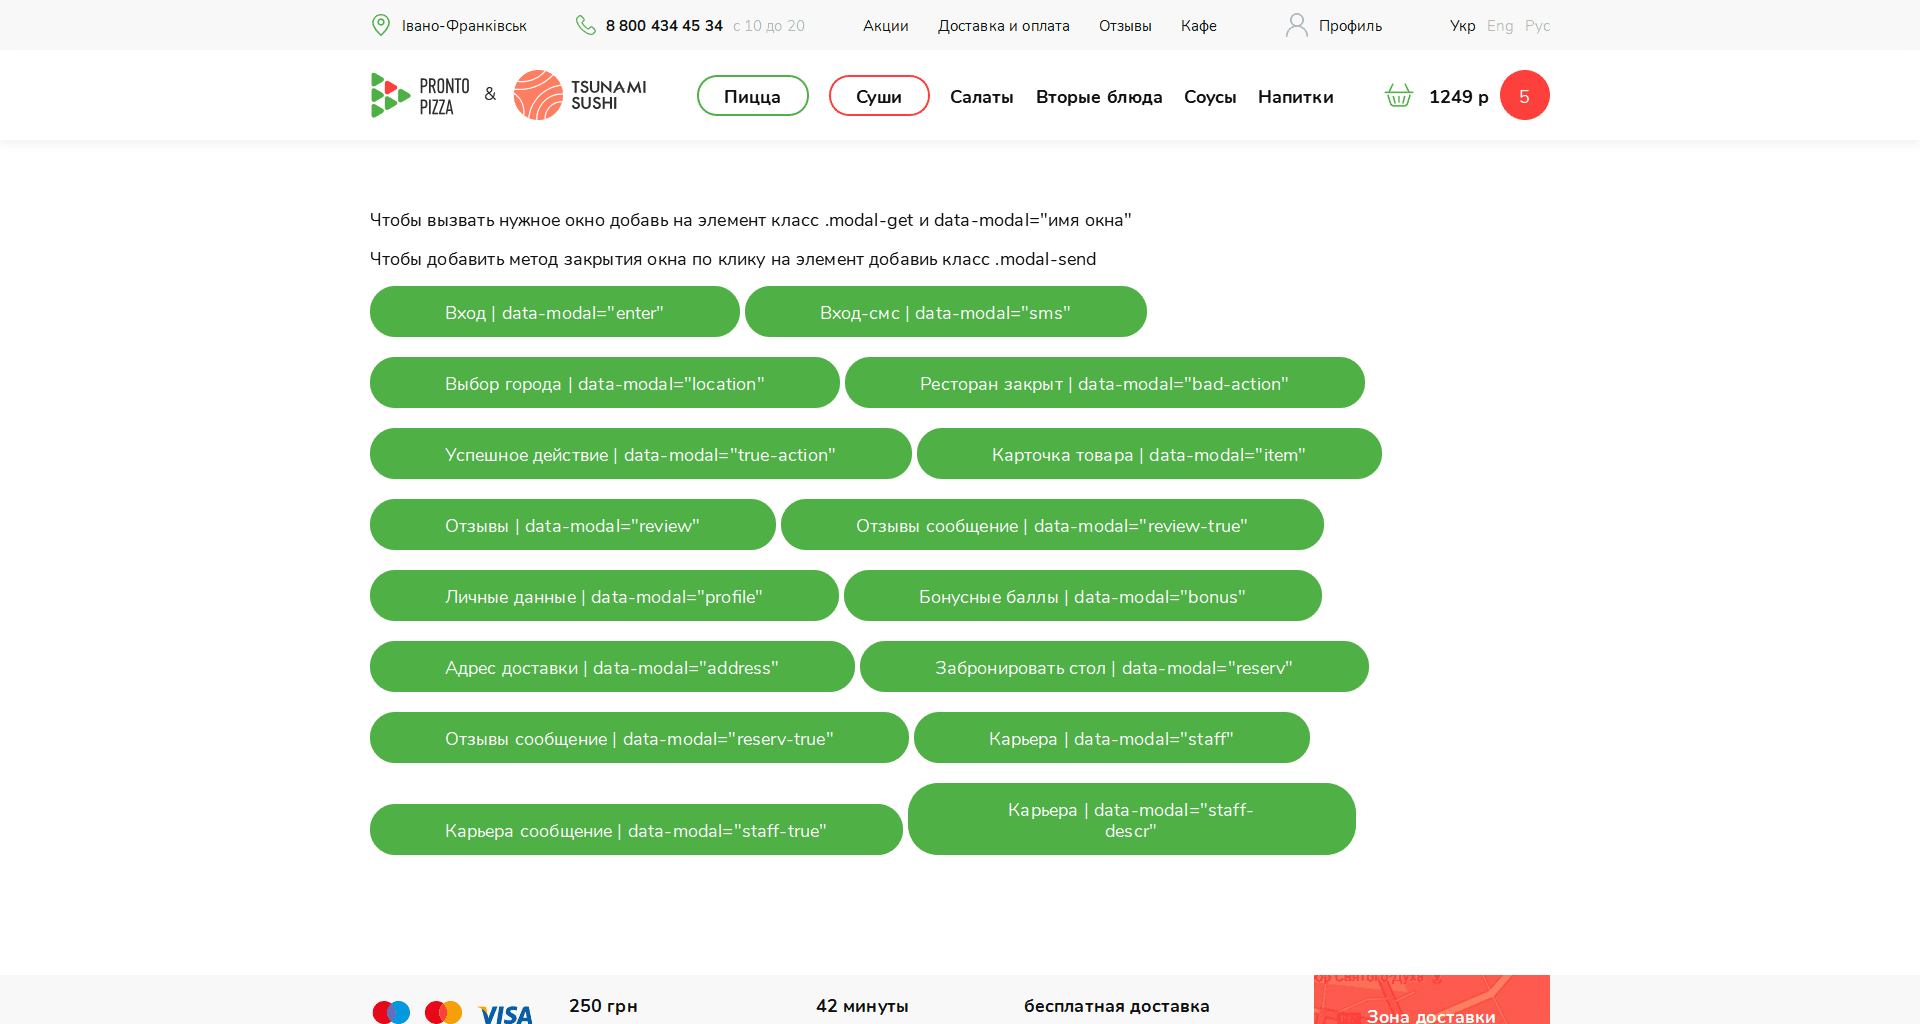 Івано-Франківськ 8 800 434 45 34 с 10 до 20 Акции Доставка и оплата Отзывы Кафе Профиль Укр Eng Рус
PRONTO PIZZA & TSUNAMI SUSHI Пицца Суши Салаты Вторые блюда Соусы Напитки 1249 р 5
Чтобы вызвать нужное окно добавь на элемент класс .modal-get и data-modal="имя окна"
Чтобы добавить метод закрытия окна по клику на элемент добавиь класс .modal-send
Вход | data-modal="enter" Вход-смс | data-modal="sms"
Выбор города | data-modal="location" Ресторан закрыт | data-modal="bad-action"
Успешное действие | data-modal="true-action" Карточка товара | data-modal="item"
Отзывы | data-modal="review" Отзывы сообщение | data-modal="review-true"
Личные данные | data-modal="profile" Бонусные баллы | data-modal="bonus"
Адрес доставки | data-modal="address" Забронировать стол | data-modal="reserv"
Отзывы сообщение | data-modal="reserv-true" Карьера | data-modal="staff"
Карьера сообщение | data-modal="staff-true" Карьера | data-modal="staff-
descr"
VISA 250 грн 42 минуты бесплатная доставка Зона доставки